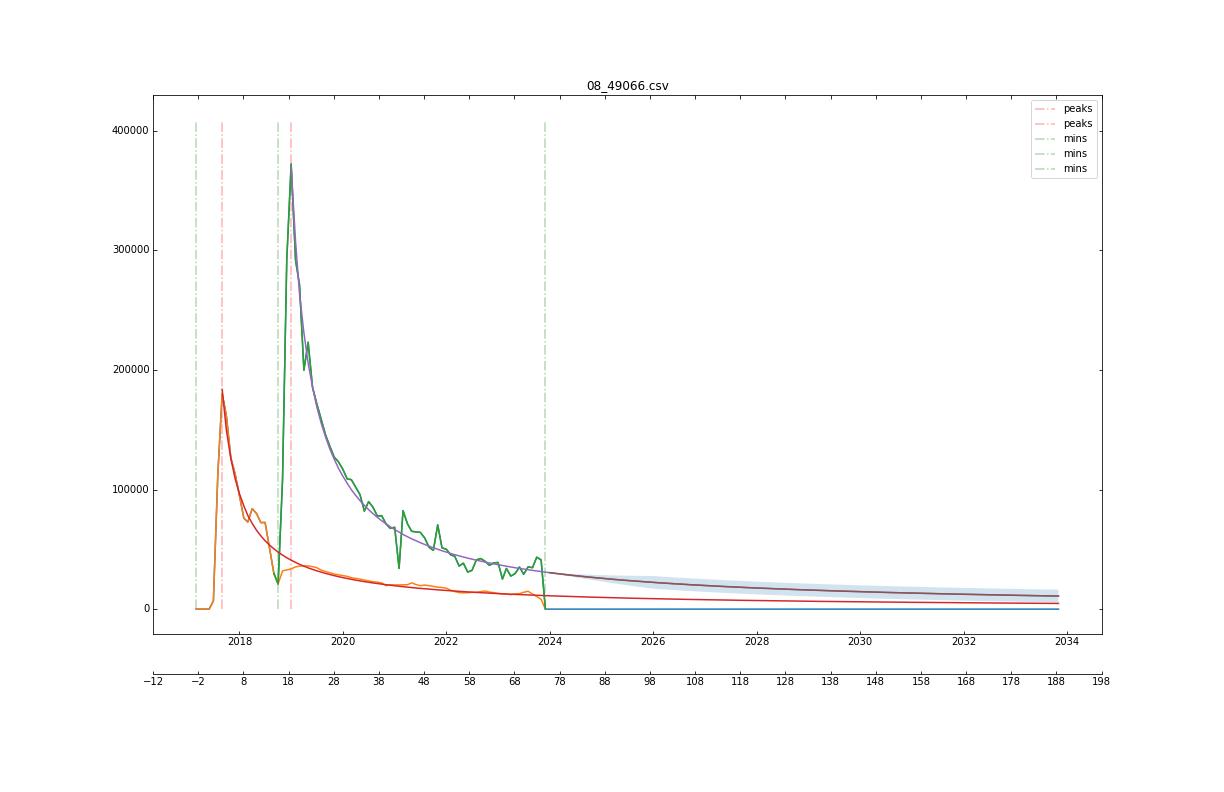 08_49066.csv
peaks
peaks
mins
mins
mins
400000
300000
200000
100000
0
2018 2020 2022 2024 2026 2028 2030 2032 2034
−12 −2 8 18 28 38 48 58 68 78 88 98 108 118 128 138 148 158 168 178 188 198